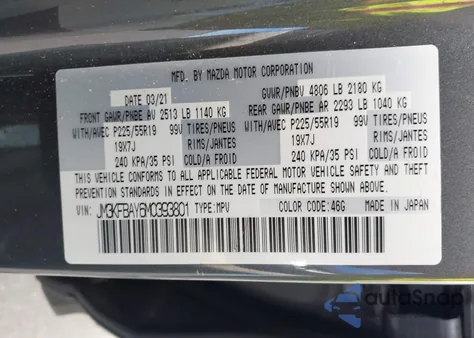 MFD. BY MAZDA MOTOR CORPORATION
DATE 03/21 GVWR/PNBV 4806 LB 2180 KG
FRONT GAWR/PNBE AV 2513 LB 1140 KG REAR GAWR/PNBE AR 2293 LB 1040 KG
WITH/AVEC P225/55R19 99V TIRES/PNEUS WITH/AVEC P225/55R19 99V TIRES/PNEUS
19X7J RIMS/JANTES 19X7J RIMS/JANTES
240 KPA/35 PSI COLD/A FROID 240 KPA/35 PSI COLD/A FROID
THIS VEHICLE CONFORMS TO ALL APPLICABLE FEDERAL MOTOR VEHICLE SAFETY AND THEFT
PREVENTION STANDARDS IN EFFECT ON THE DATE OF MANUFACTURE SHOWN ABOVE.
VIN: JM3KFBAY6M0393801 TYPE:MPV COLOR CODE:46G MADE IN JAPAN
autoSnap